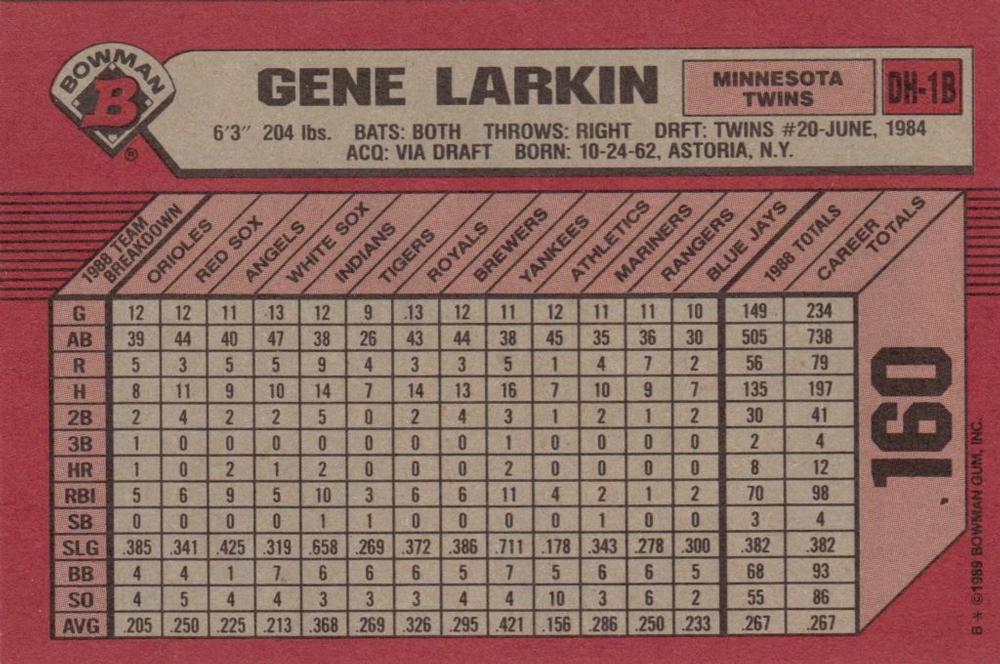 BOWMAN
B
®
GENE LARKIN
MINNESOTA
TWINS
DH-1B
6'3" 204 lbs. BATS: BOTH THROWS: RIGHT DRFT: TWINS #20-JUNE, 1984
ACQ: VIA DRAFT BORN: 10-24-62, ASTORIA, N.Y.
1988 TEAM BREAKDOWN ORIOLES RED SOX ANGELS WHITE SOX INDIANS TIGERS ROYALS BREWERS YANKEES ATHLETICS MARINERS RANGERS BLUE JAYS 1988 TOTALS CAREER TOTALS
G 12 12 11 13 12 9 13 12 11 12 11 11 10 149 234
AB 39 44 40 47 38 26 43 44 38 45 35 36 30 505 738
R 5 3 5 5 9 4 3 3 5 1 4 7 2 56 79
H 8 11 9 10 14 7 14 13 16 7 10 9 7 135 197
2B 2 4 2 2 5 0 2 4 3 1 2 1 2 30 41
3B 1 0 0 0 0 0 0 0 1 0 0 0 0 2 4
HR 1 0 2 1 2 0 0 0 2 0 0 0 0 8 12
RBI 5 6 9 5 10 3 6 6 11 4 2 1 2 70 98
SB 0 0 0 0 1 1 0 0 0 0 1 0 0 3 4
SLG .385 .341 .425 .319 .658 .269 .372 .386 .711 .178 .343 .278 .300 .382 .382
BB 4 4 1 7 6 6 6 5 7 5 6 6 5 68 93
SO 4 5 4 4 3 3 3 4 4 10 3 6 2 55 86
AVG .205 .250 .225 .213 .368 .269 .326 .295 .421 .156 .286 .250 .233 .267 .267
160
B * ©1989 BOWMAN GUM, INC.